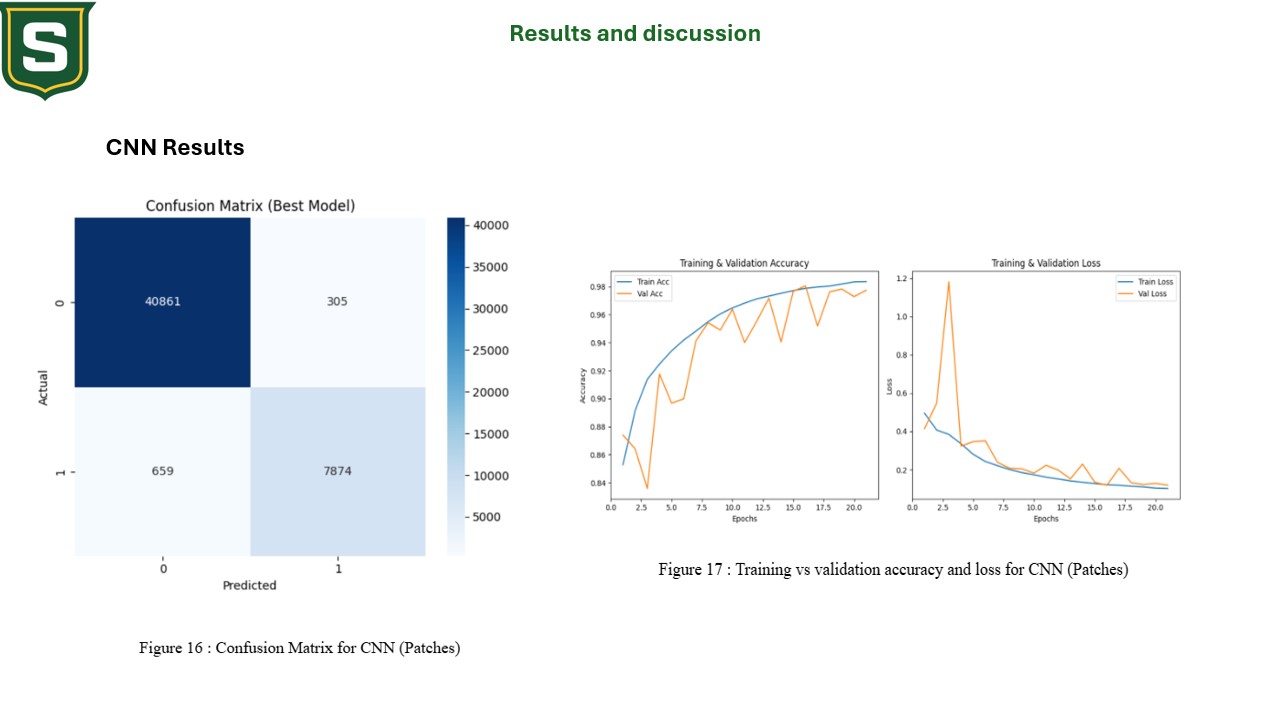 S
Results and discussion
CNN Results
Confusion Matrix (Best Model)
40861
305
659
7874
0
1
Actual
0
1
Predicted
40000
35000
30000
25000
20000
15000
10000
5000
Figure 16 : Confusion Matrix for CNN (Patches)
Training & Validation Accuracy
Train Acc
Val Acc
0.98
0.96
0.94
0.92
0.90
0.88
0.86
0.84
Accuracy
0.0 2.5 5.0 7.5 10.0 12.5 15.0 17.5 20.0
Epochs
Training & Validation Loss
Train Loss
Val Loss
1.2
1.0
0.8
0.6
0.4
0.2
Loss
0.0 2.5 5.0 7.5 10.0 12.5 15.0 17.5 20.0
Epochs
Figure 17 : Training vs validation accuracy and loss for CNN (Patches)